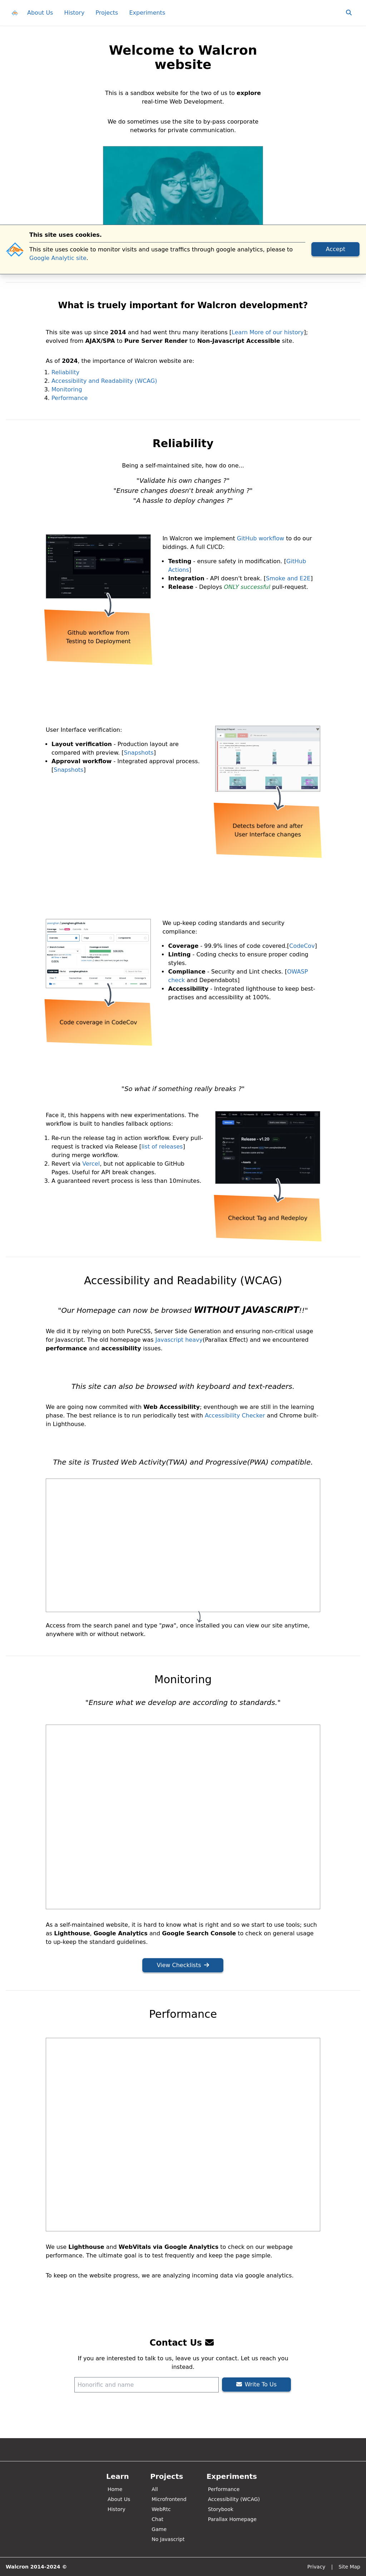 About Us History Projects Experiments
Welcome to Walcron
website
This is a sandbox website for the two of us to explore
real-time Web Development.
We do sometimes use the site to by-pass coorporate
networks for private communication.
This site uses cookies.
This site uses cookie to monitor visits and usage traffics through google analytics, please to
Google Analytic site.
Accept
What is truely important for Walcron development?
This site was up since 2014 and had went thru many iterations [Learn More of our history];
evolved from AJAX/SPA to Pure Server Render to Non-Javascript Accessible site.
As of 2024, the importance of Walcron website are:
1. Reliability
2. Accessibility and Readability (WCAG)
3. Monitoring
4. Performance
Reliability
Being a self-maintained site, how do one...
"Validate his own changes ?"
"Ensure changes doesn't break anything ?"
"A hassle to deploy changes ?"
In Walcron we implement GitHub workflow to do our
biddings. A full CI/CD:
• Testing - ensure safety in modification. [GitHub
Actions]
• Integration - API doesn't break. [Smoke and E2E]
• Release - Deploys ONLY successful pull-request.
Github workflow from
Testing to Deployment
User Interface verification:
• Layout verification - Production layout are
compared with preview. [Snapshots]
• Approval workflow - Integrated approval process.
[Snapshots]
Detects before and after
User Interface changes
We up-keep coding standards and security
compliance:
• Coverage - 99.9% lines of code covered.[CodeCov]
• Linting - Coding checks to ensure proper coding
styles.
• Compliance - Security and Lint checks. [OWASP
check and Dependabots]
• Accessibility - Integrated lighthouse to keep best-
practises and accessibility at 100%.
Code coverage in CodeCov
"So what if something really breaks ?"
Face it, this happens with new experimentations. The
workflow is built to handles fallback options:
1. Re-run the release tag in action workflow. Every pull-
request is tracked via Release [list of releases]
during merge workflow.
2. Revert via Vercel, but not applicable to GitHub
Pages. Useful for API break changes.
3. A guaranteed revert process is less than 10minutes.
Release - v1.20
Checkout Tag and Redeploy
Accessibility and Readability (WCAG)
"Our Homepage can now be browsed WITHOUT JAVASCRIPT!!"
We did it by relying on both PureCSS, Server Side Generation and ensuring non-critical usage
for Javascript. The old homepage was Javascript heavy(Parallax Effect) and we encountered
performance and accessibility issues.
This site can also be browsed with keyboard and text-readers.
We are going now commited with Web Accessibility; eventhough we are still in the learning
phase. The best reliance is to run periodically test with Accessibility Checker and Chrome built-
in Lighthouse.
The site is Trusted Web Activity(TWA) and Progressive(PWA) compatible.
Access from the search panel and type "pwa", once installed you can view our site anytime,
anywhere with or without network.
Monitoring
"Ensure what we develop are according to standards."
As a self-maintained website, it is hard to know what is right and so we start to use tools; such
as Lighthouse, Google Analytics and Google Search Console to check on general usage
to up-keep the standard guidelines.
View Checklists
Performance
We use Lighthouse and WebVitals via Google Analytics to check on our webpage
performance. The ultimate goal is to test frequently and keep the page simple.
To keep on the website progress, we are analyzing incoming data via google analytics.
Contact Us
If you are interested to talk to us, leave us your contact. Let us reach you
instead.
Honorific and name
Write To Us
Learn
Home
About Us
History
Projects
All
Microfrontend
WebRtc
Chat
Game
No Javascript
Experiments
Performance
Accessibility (WCAG)
Storybook
Parallax Homepage
Walcron 2014-2024 ©
Privacy | Site Map